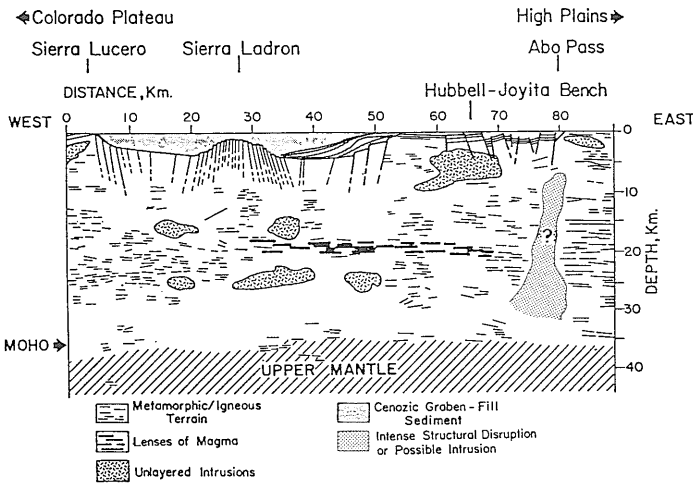 Colorado Plateau High Plains
Sierra Lucero Sierra Ladron Abo Pass
DISTANCE, Km. Hubbell-Joyita Bench
WEST EAST
0 10 20 30 40 50 60 70 80
0
10
20
30
40
DEPTH, Km.
?
MOHO
UPPER MANTLE
Metamorphic/Igneous
Terrain
Lenses of Magma
Unlayered Intrusions
Cenozic Graben-Fill
Sediment
Intense Structural Disruption
or Possible Intrusion